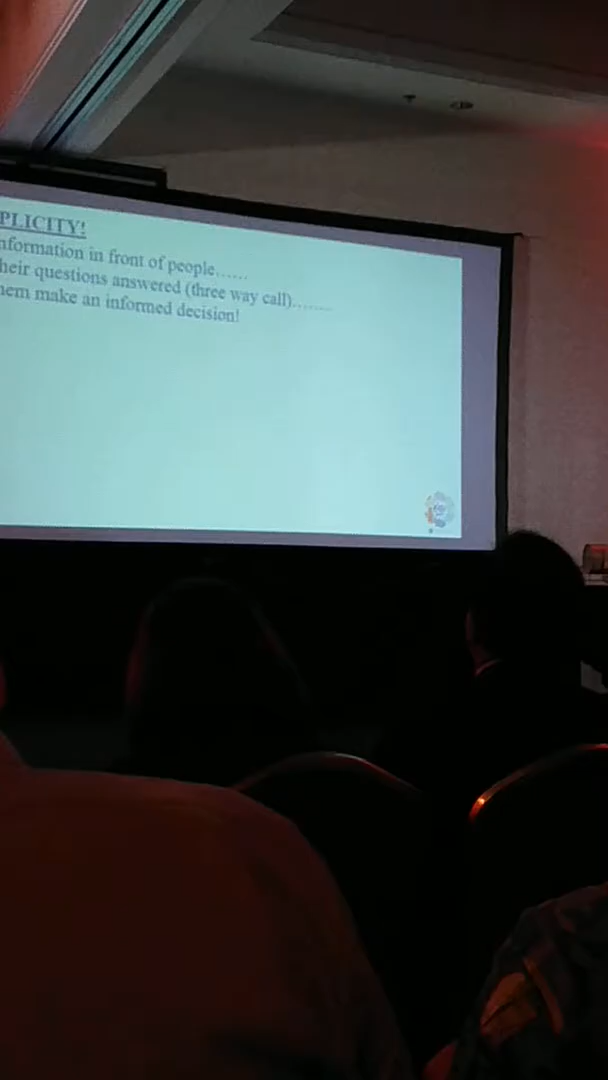 PLICITY!
nformation in front of people......
heir questions answered (three way call).......
hem make an informed decision!